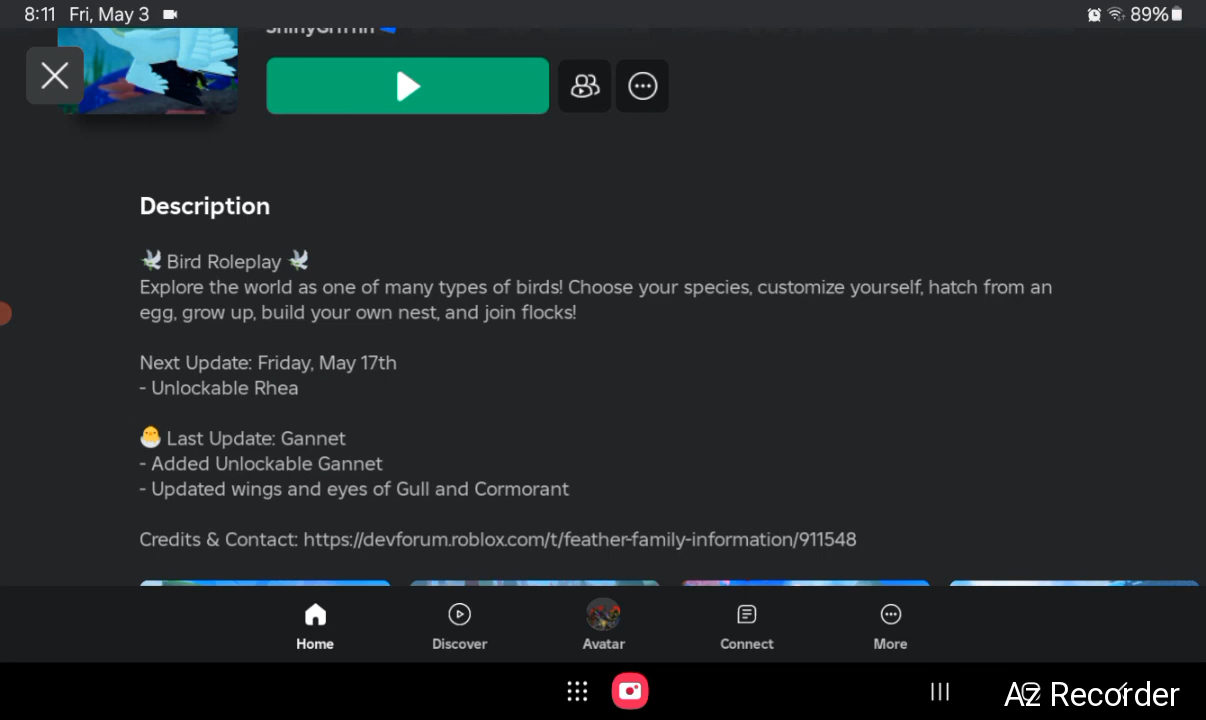 8:11 Fri, May 3
89%
ShinyGriffin
Description
🕊️ Bird Roleplay 🕊️
Explore the world as one of many types of birds! Choose your species, customize yourself, hatch from an
egg, grow up, build your own nest, and join flocks!
Next Update: Friday, May 17th
- Unlockable Rhea
🐣 Last Update: Gannet
- Added Unlockable Gannet
- Updated wings and eyes of Gull and Cormorant
Credits & Contact: https://devforum.roblox.com/t/feather-family-information/911548
Home
Discover
Avatar
Connect
More
Az Recorder